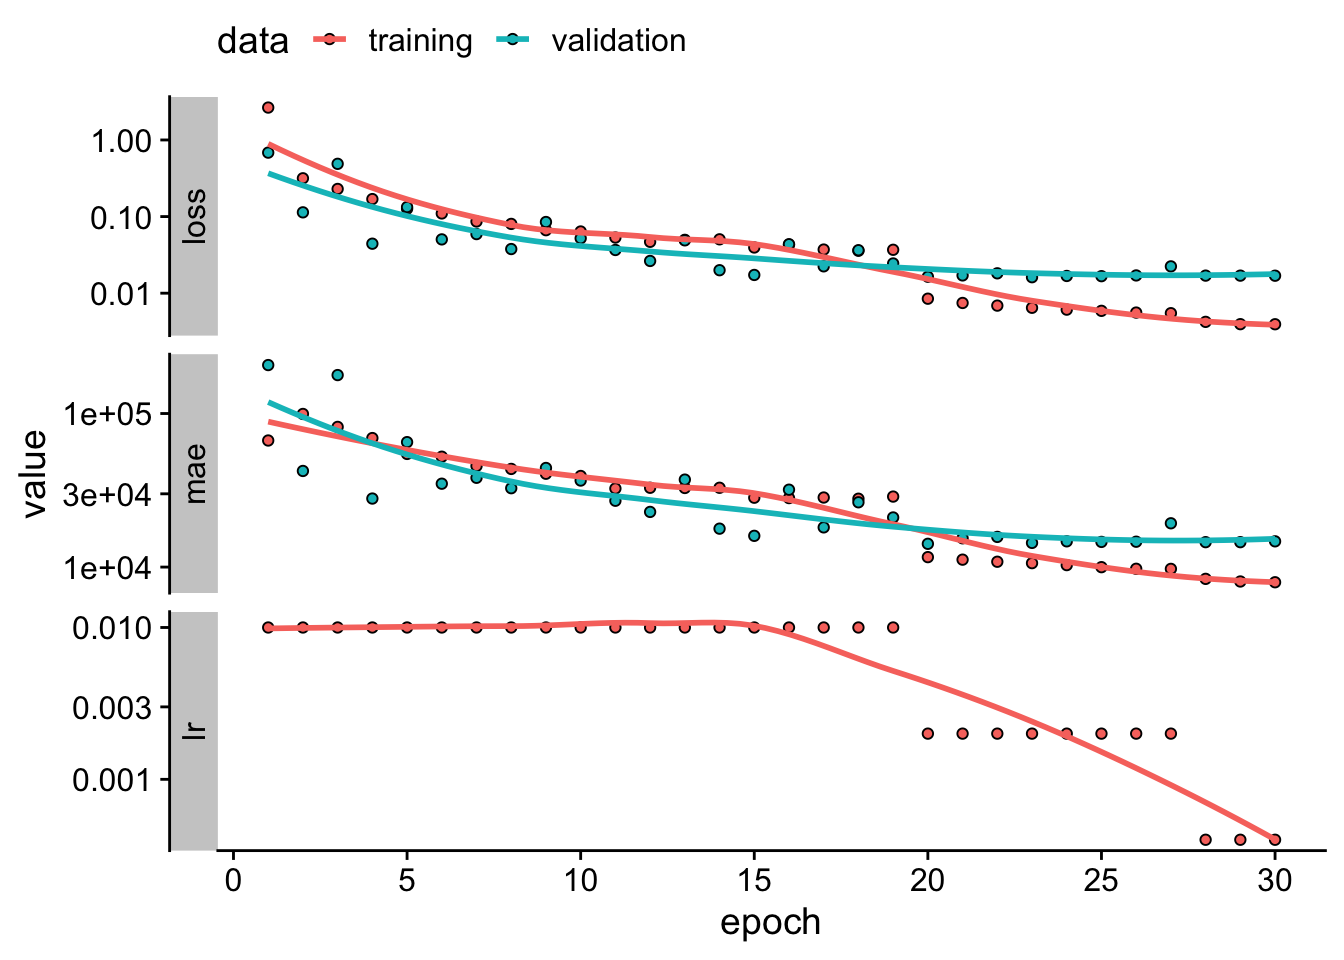 data training validation
loss
1.00
0.10
0.01
mae
1e+05
3e+04
1e+04
lr
0.010
0.003
0.001
value
0 5 10 15 20 25 30
epoch